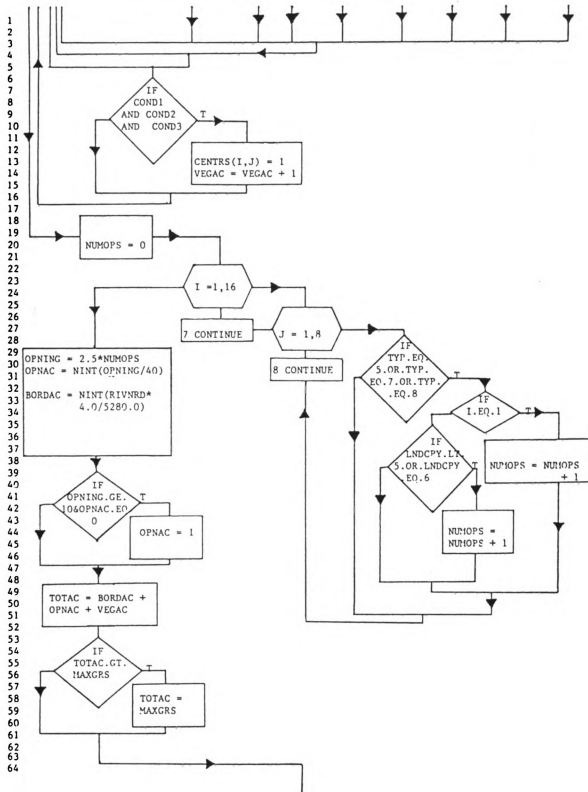 1
2
3
4
5
6
7
8
9
10
11
12
13
14
15
16
17
18
19
20
21
22
23
24
25
26
27
28
29
30
31
32
33
34
35
36
37
38
39
40
41
42
43
44
45
46
47
48
49
50
51
52
53
54
55
56
57
58
59
60
61
62
63
64
IF
COND1
AND COND2
AND COND3
T
CENTRS(I,J) = 1
VEGAC = VEGAC + 1
NUMOPS = 0
I =1,16
7 CONTINUE
J = 1,8
8 CONTINUE
OPNING = 2.5*NUMOPS
OPNAC = NINT(OPNING/40)
BORDAC = NINT(RIVNRD*
4.0/5280.0)
IF
TYP.EQ.
5.OR.TYP.
EQ.7.OR.TYP.
.EQ.8
T
IF
I.EQ.1
T
NUMOPS = NUMOPS
+ 1
IF
LNDCPY.LT.
5.OR.LNDCPY
.EQ.6
T
NUMOPS =
NUMOPS + 1
IF
OPNING.GE.
10&OPNAC.EQ.
0
T
OPNAC = 1
TOTAC = BORDAC +
OPNAC + VEGAC
IF
TOTAC.GT.
MAXGRS
T
TOTAC =
MAXGRS